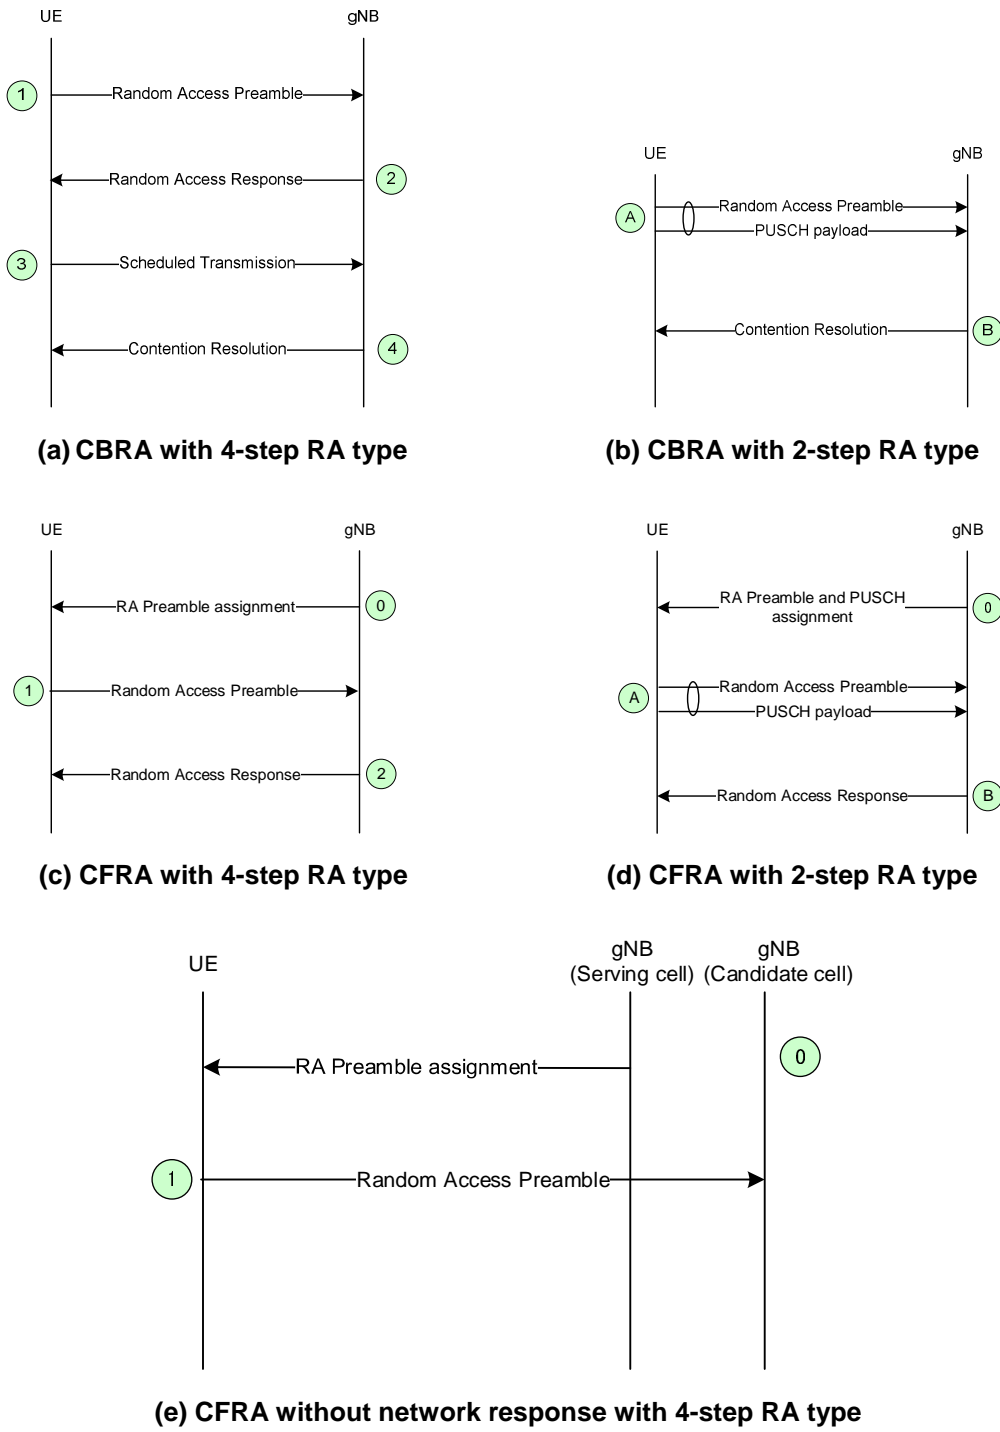 UE
gNB
1
Random Access Preamble
Random Access Response
2
3
Scheduled Transmission
Contention Resolution
4
(a) CBRA with 4-step RA type
UE
gNB
A
Random Access Preamble
PUSCH payload
Contention Resolution
B
(b) CBRA with 2-step RA type
UE
gNB
RA Preamble assignment
0
1
Random Access Preamble
Random Access Response
2
(c) CFRA with 4-step RA type
UE
gNB
RA Preamble and PUSCH
assignment
0
A
Random Access Preamble
PUSCH payload
Random Access Response
B
(d) CFRA with 2-step RA type
UE
gNB
(Serving cell)
gNB
(Candidate cell)
RA Preamble assignment
0
1
Random Access Preamble
(e) CFRA without network response with 4-step RA type